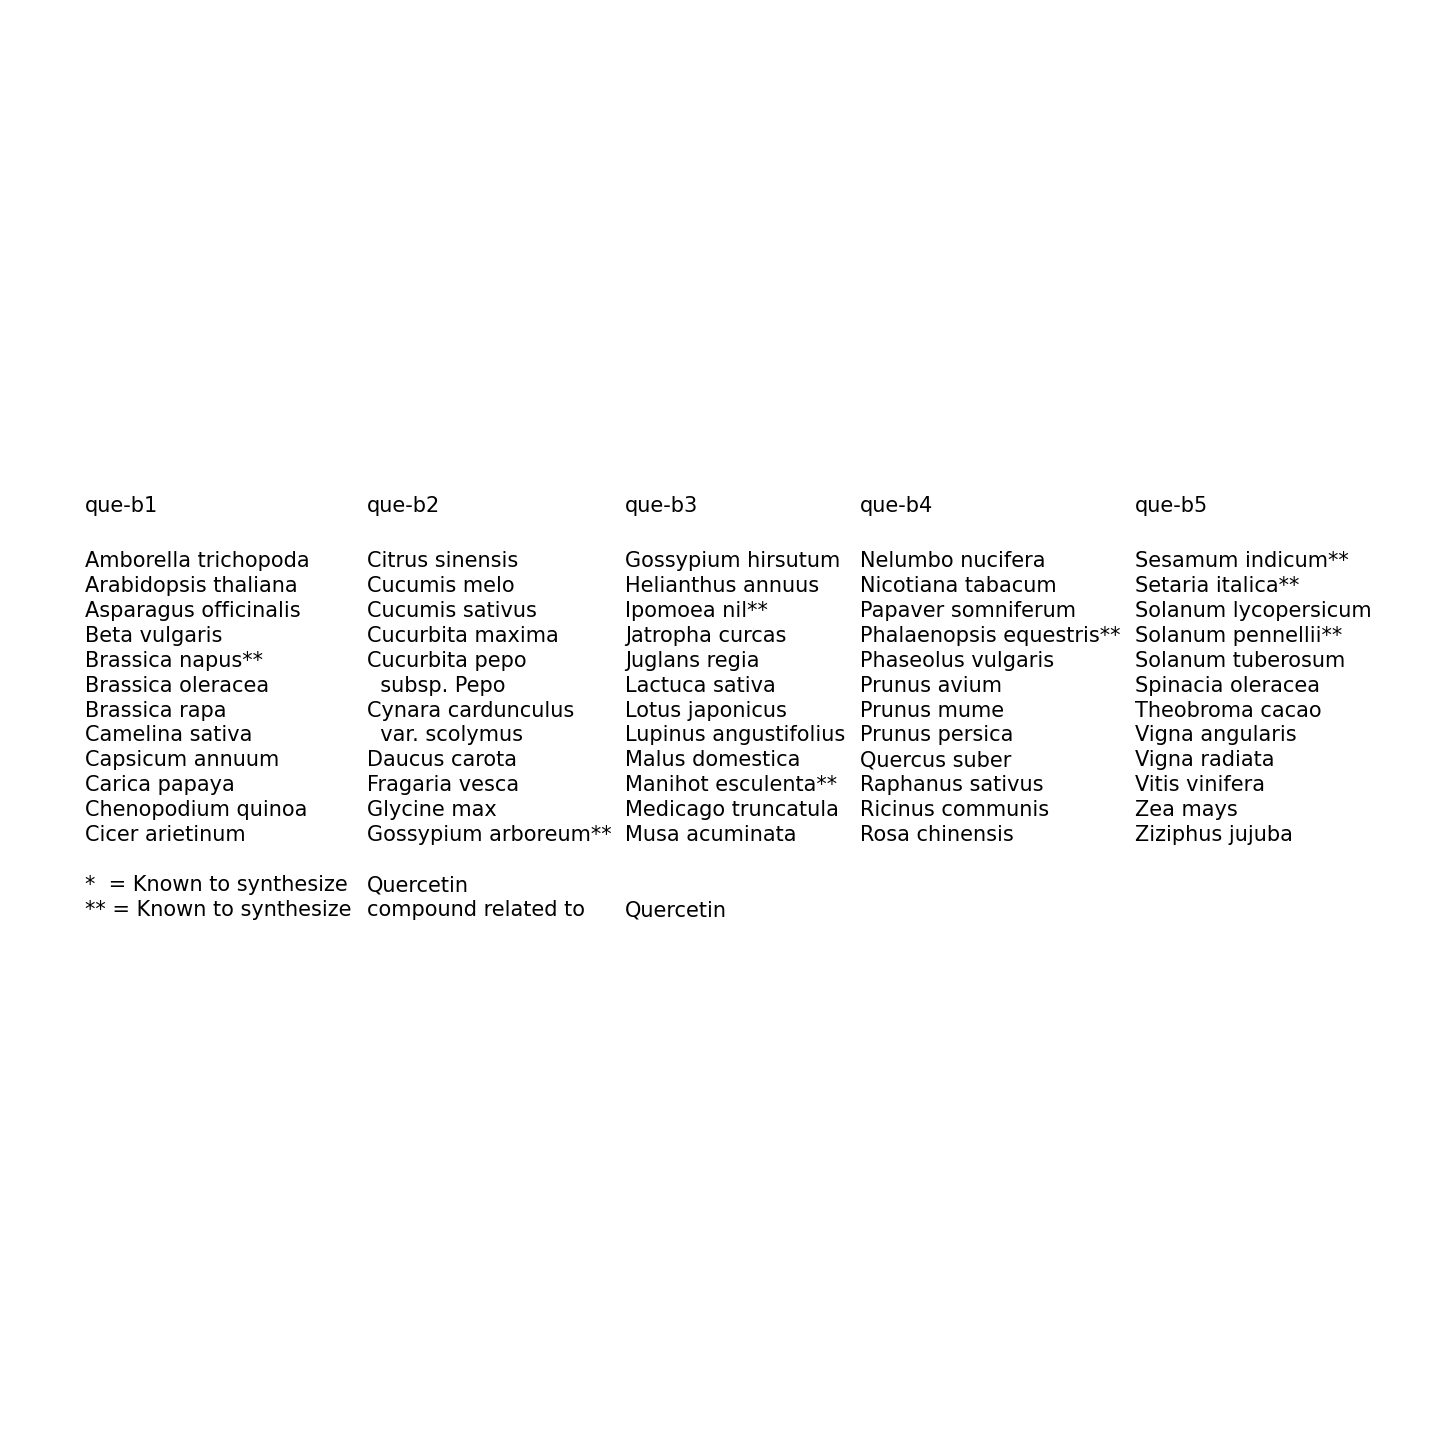 que-b1 que-b2 que-b3 que-b4 que-b5
Amborella trichopoda Citrus sinensis Gossypium hirsutum Nelumbo nucifera Sesamum indicum**
Arabidopsis thaliana Cucumis melo Helianthus annuus Nicotiana tabacum Setaria italica**
Asparagus officinalis Cucumis sativus Ipomoea nil** Papaver somniferum Solanum lycopersicum
Beta vulgaris Cucurbita maxima Jatropha curcas Phalaenopsis equestris** Solanum pennellii**
Brassica napus** Cucurbita pepo Juglans regia Phaseolus vulgaris Solanum tuberosum
Brassica oleracea subsp. Pepo Lactuca sativa Prunus avium Spinacia oleracea
Brassica rapa Cynara cardunculus Lotus japonicus Prunus mume Theobroma cacao
Camelina sativa var. scolymus Lupinus angustifolius Prunus persica Vigna angularis
Capsicum annuum Daucus carota Malus domestica Quercus suber Vigna radiata
Carica papaya Fragaria vesca Manihot esculenta** Raphanus sativus Vitis vinifera
Chenopodium quinoa Glycine max Medicago truncatula Ricinus communis Zea mays
Cicer arietinum Gossypium arboreum** Musa acuminata Rosa chinensis Ziziphus jujuba
* = Known to synthesize Quercetin
** = Known to synthesize compound related to Quercetin